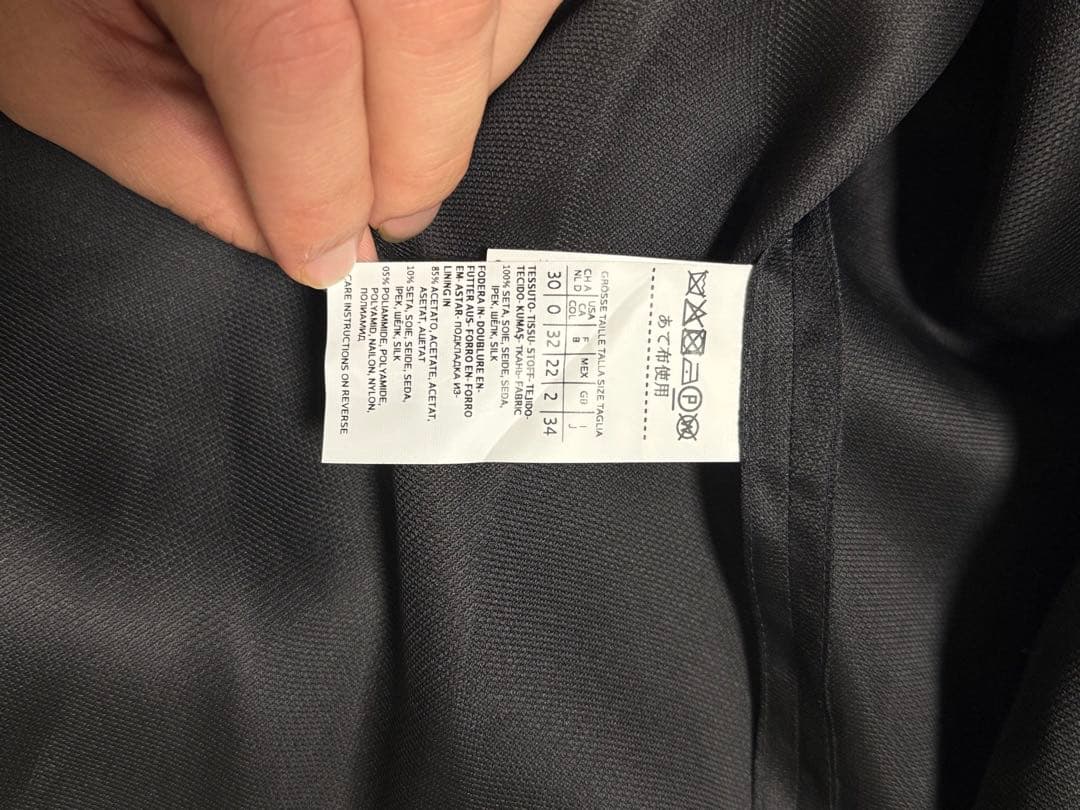 あて布使用
GRÖSSE TAILLE TALLA SIZE TAGLIA
CH A USA CA F MEX GB I
NL D COL B J
30 0 32 22 2 34
TESSUTO- TISSU- STOFF- TEJIDO-
TECIDO- KUMAŞ- ТКАНЬ- FABRIC
100% SETA, SOIE, SEIDE, SEDA,
İPEK, ШЁЛК, SILK
FODERA IN- DOUBLURE EN-
FUTTER AUS- FORRO EN- FORRO
EM- ASTAR- ПОДКЛАДКА ИЗ-
LINING IN
85% ACETATO, ACETATE, ACETAT,
ASETAT, АЦЕТАТ
10% SETA, SOIE, SEIDE, SEDA,
İPEK, ШЁЛК, SILK
05% POLIAMMIDE, POLYAMIDE,
POLYAMID, NAILON, NYLON,
ПОЛИАМИД
CARE INSTRUCTIONS ON REVERSE